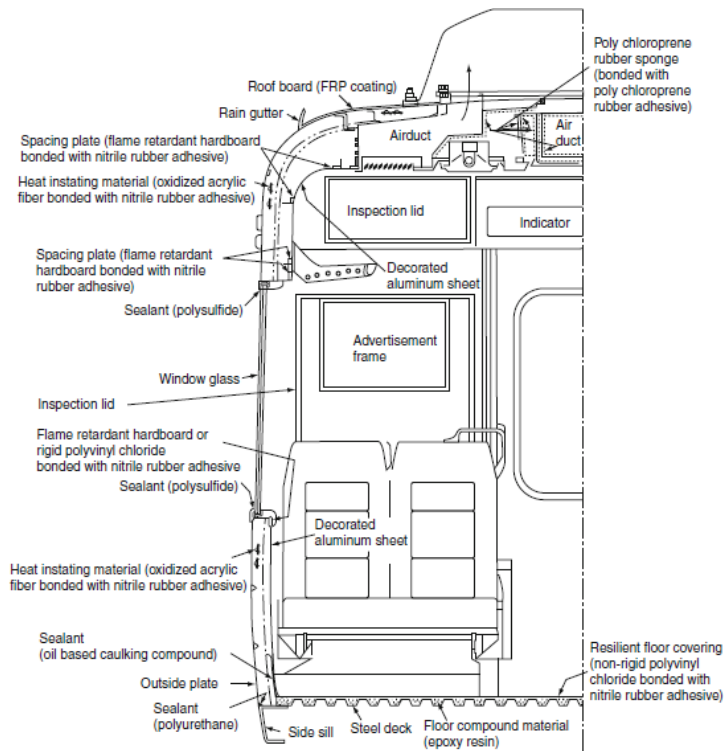 Poly chloroprene
rubber sponge
(bonded with
poly chloroprene
rubber adhesive)
Roof board (FRP coating)
Rain gutter
Spacing plate (flame retardant hardboard
bonded with nitrile rubber adhesive)
Airduct
Air
duct
Heat instating material (oxidized acrylic
fiber bonded with nitrile rubber adhesive)
Inspection lid
Indicator
Spacing plate (flame retardant
hardboard bonded with nitrile
rubber adhesive)
Decorated
aluminum sheet
Sealant (polysulfide)
Advertisement
frame
Window glass
Inspection lid
Flame retardant hardboard or
rigid polyvinyl chloride
bonded with nitrile rubber adhesive
Sealant (polysulfide)
Decorated
aluminum sheet
Heat instating material (oxidized acrylic
fiber bonded with nitrile rubber adhesive)
Sealant
(oil based caulking compound)
Outside plate
Sealant
(polyurethane)
Side sill
Steel deck
Floor compound material
(epoxy resin)
Resilient floor covering
(non-rigid polyvinyl
chloride bonded with
nitrile rubber adhesive)